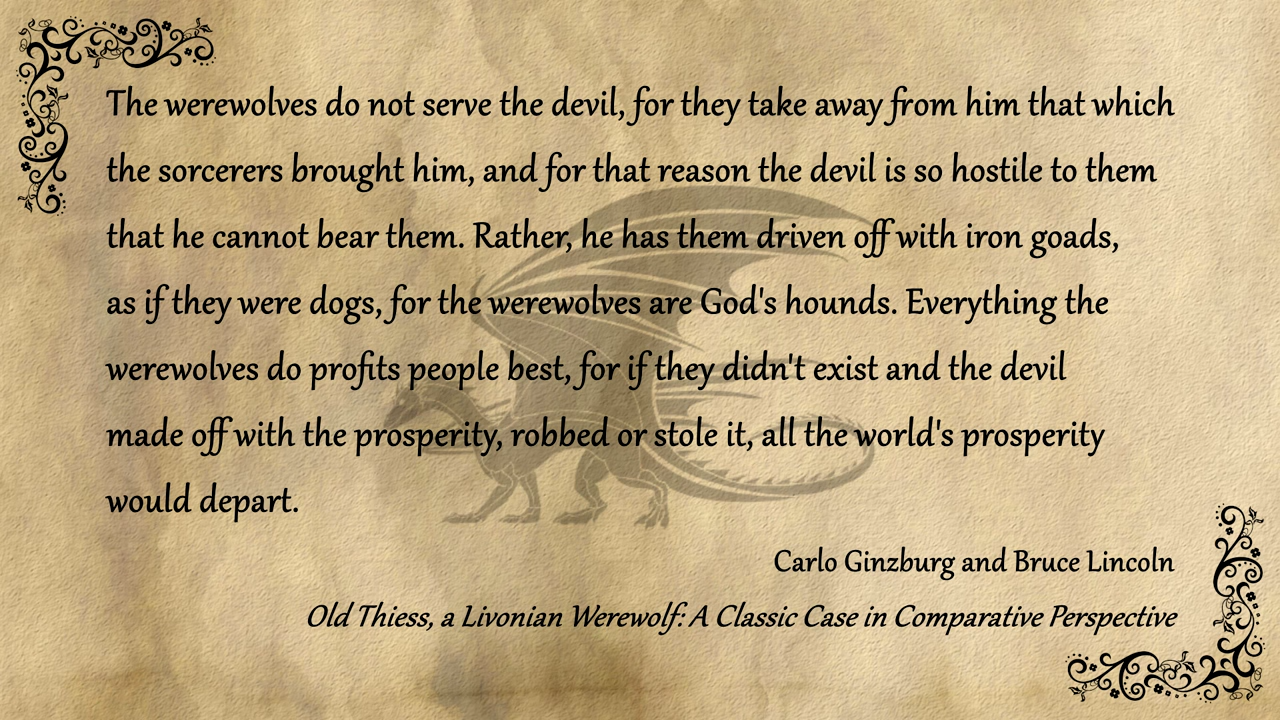 The werewolves do not serve the devil, for they take away from him that which
the sorcerers brought him, and for that reason the devil is so hostile to them
that he cannot bear them. Rather, he has them driven off with iron goads,
as if they were dogs, for the werewolves are God's hounds. Everything the
werewolves do profits people best, for if they didn't exist and the devil
made off with the prosperity, robbed or stole it, all the world's prosperity
would depart.
Carlo Ginzburg and Bruce Lincoln
Old Thiess, a Livonian Werewolf: A Classic Case in Comparative Perspective